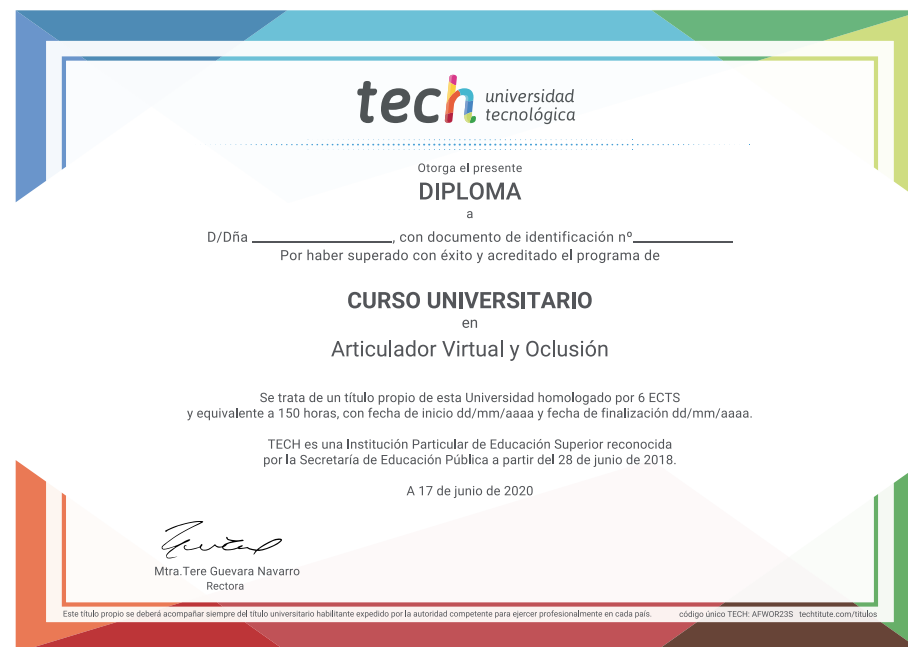 tech universidad
tecnológica
Otorga el presente
DIPLOMA
a
D/Dña ____________________, con documento de identificación nº______________
Por haber superado con éxito y acreditado el programa de
CURSO UNIVERSITARIO
en
Articulador Virtual y Oclusión
Se trata de un título propio de esta Universidad homologado por 6 ECTS
y equivalente a 150 horas, con fecha de inicio dd/mm/aaaa y fecha de finalización dd/mm/aaaa.
TECH es una Institución Particular de Educación Superior reconocida
por la Secretaría de Educación Pública a partir del 28 de junio de 2018.
A 17 de junio de 2020
Mtra.Tere Guevara Navarro
Rectora
Este título propio se deberá acompañar siempre del título universitario habilitante expedido por la autoridad competente para ejercer profesionalmente en cada país. código único TECH: AFWOR23S techtitute.com/títulos